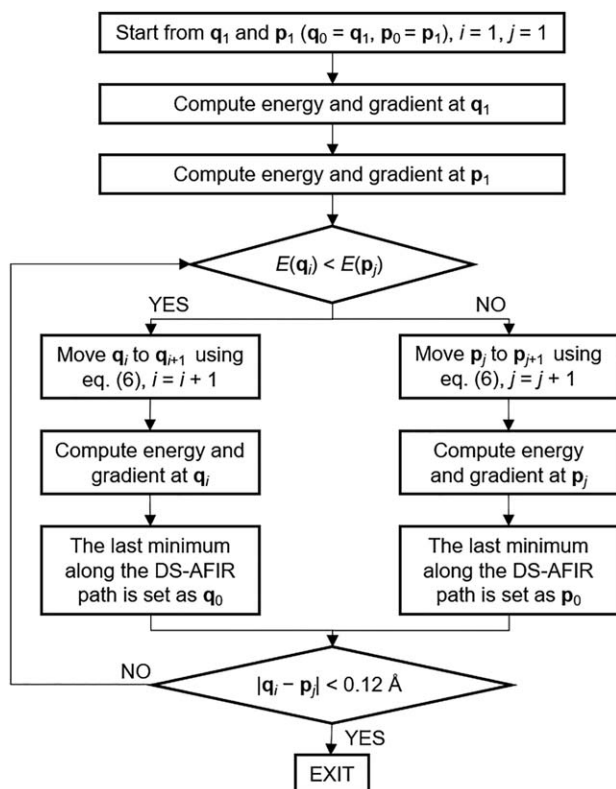 Start from q₁ and p₁ (q₀ = q₁, p₀ = p₁), i = 1, j = 1
Compute energy and gradient at q₁
Compute energy and gradient at p₁
E(qᵢ) < E(pⱼ)
YES
NO
Move qᵢ to qᵢ₊₁ using
eq. (6), i = i + 1
Move pⱼ to pⱼ₊₁ using
eq. (6), j = j + 1
Compute energy and
gradient at qᵢ
Compute energy
and gradient at pⱼ
The last minimum
along the DS-AFIR
path is set as q₀
The last minimum
along the DS-AFIR
path is set as p₀
NO
|qᵢ – pⱼ| < 0.12 Å
YES
EXIT